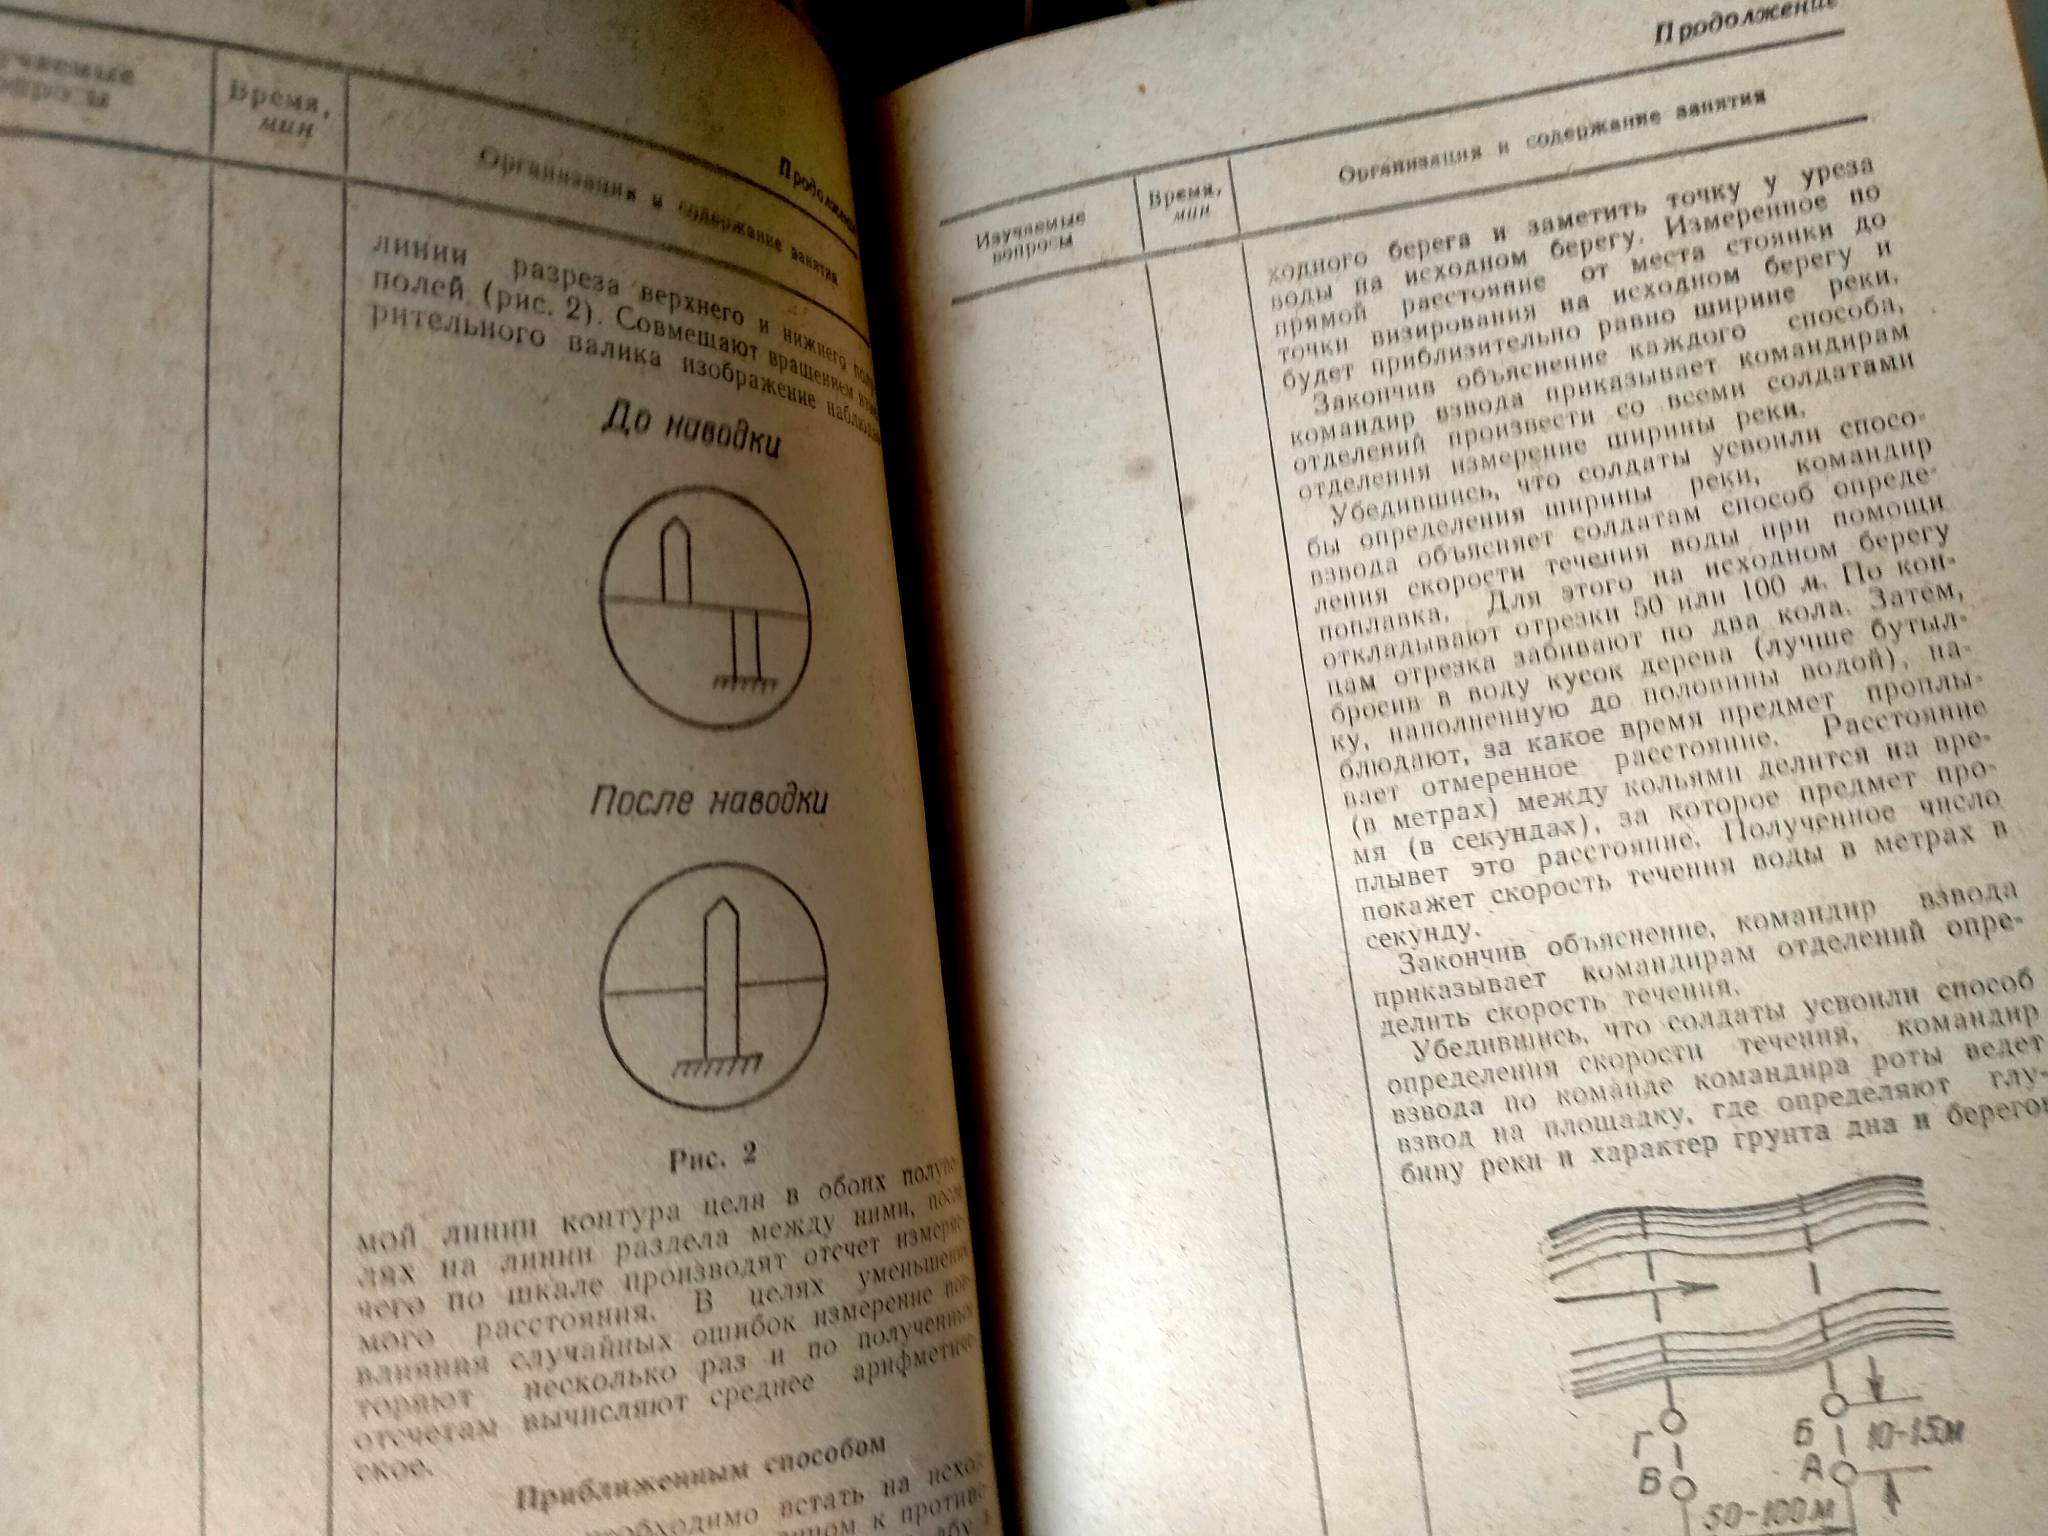 Время,
мин
Организация и содержание занятия
линии разреза верхнего и нижнего
полей (рис. 2). Совмещают вращением
рительного валика изображение
До наводки
После наводки
Рис. 2
мой линии контура цели в обоих
лях на линии раздела между ними,
чего по шкале производят отсчет
мого расстояния. В целях уменьшения
влияния случайных ошибок измерение
торяют несколько раз и по
отсчетам вычисляют среднее
ское.
Приближенным способом
встать на
к
Продолжение
Изучаемые
вопросы
Время,
мин
Организация и содержание занятия
ходного берега и заметить точку у уреза
воды на исходном берегу. Измеренное по
прямой расстояние от места стоянки до
точки визирования на исходном берегу и
будет приблизительно равно ширине реки.
Закончив объяснение каждого способа,
командир взвода приказывает командирам
отделений произвести со всеми солдатами
отделения измерение ширины реки.
Убедившись, что солдаты усвоили спосо-
бы определения ширины реки, командир
взвода объясняет солдатам способ опреде-
ления скорости течения воды при помощи
поплавка. Для этого на исходном берегу
откладывают отрезки 50 или 100 м. По кон-
цам отрезка забивают по два кола. Затем,
бросив в воду кусок дерева (лучше бутыл-
ку, наполненную до половины водой), на-
блюдают, за какое время предмет проплы-
вает отмеренное расстояние. Расстояние
(в метрах) между кольями делится на вре-
мя (в секундах), за которое предмет про-
плывет это расстояние. Полученное число
покажет скорость течения воды в метрах в
секунду.
Закончив объяснение, командир взвода
приказывает командирам отделений опре-
делить скорость течения.
Убедившись, что солдаты усвоили способ
определения скорости течения, командир
взвода по команде командира роты ведет
взвод на площадку, где определяют глу-
бину реки и характер грунта дна и берегов
Г
Б
10-15м
В
А
50-100м